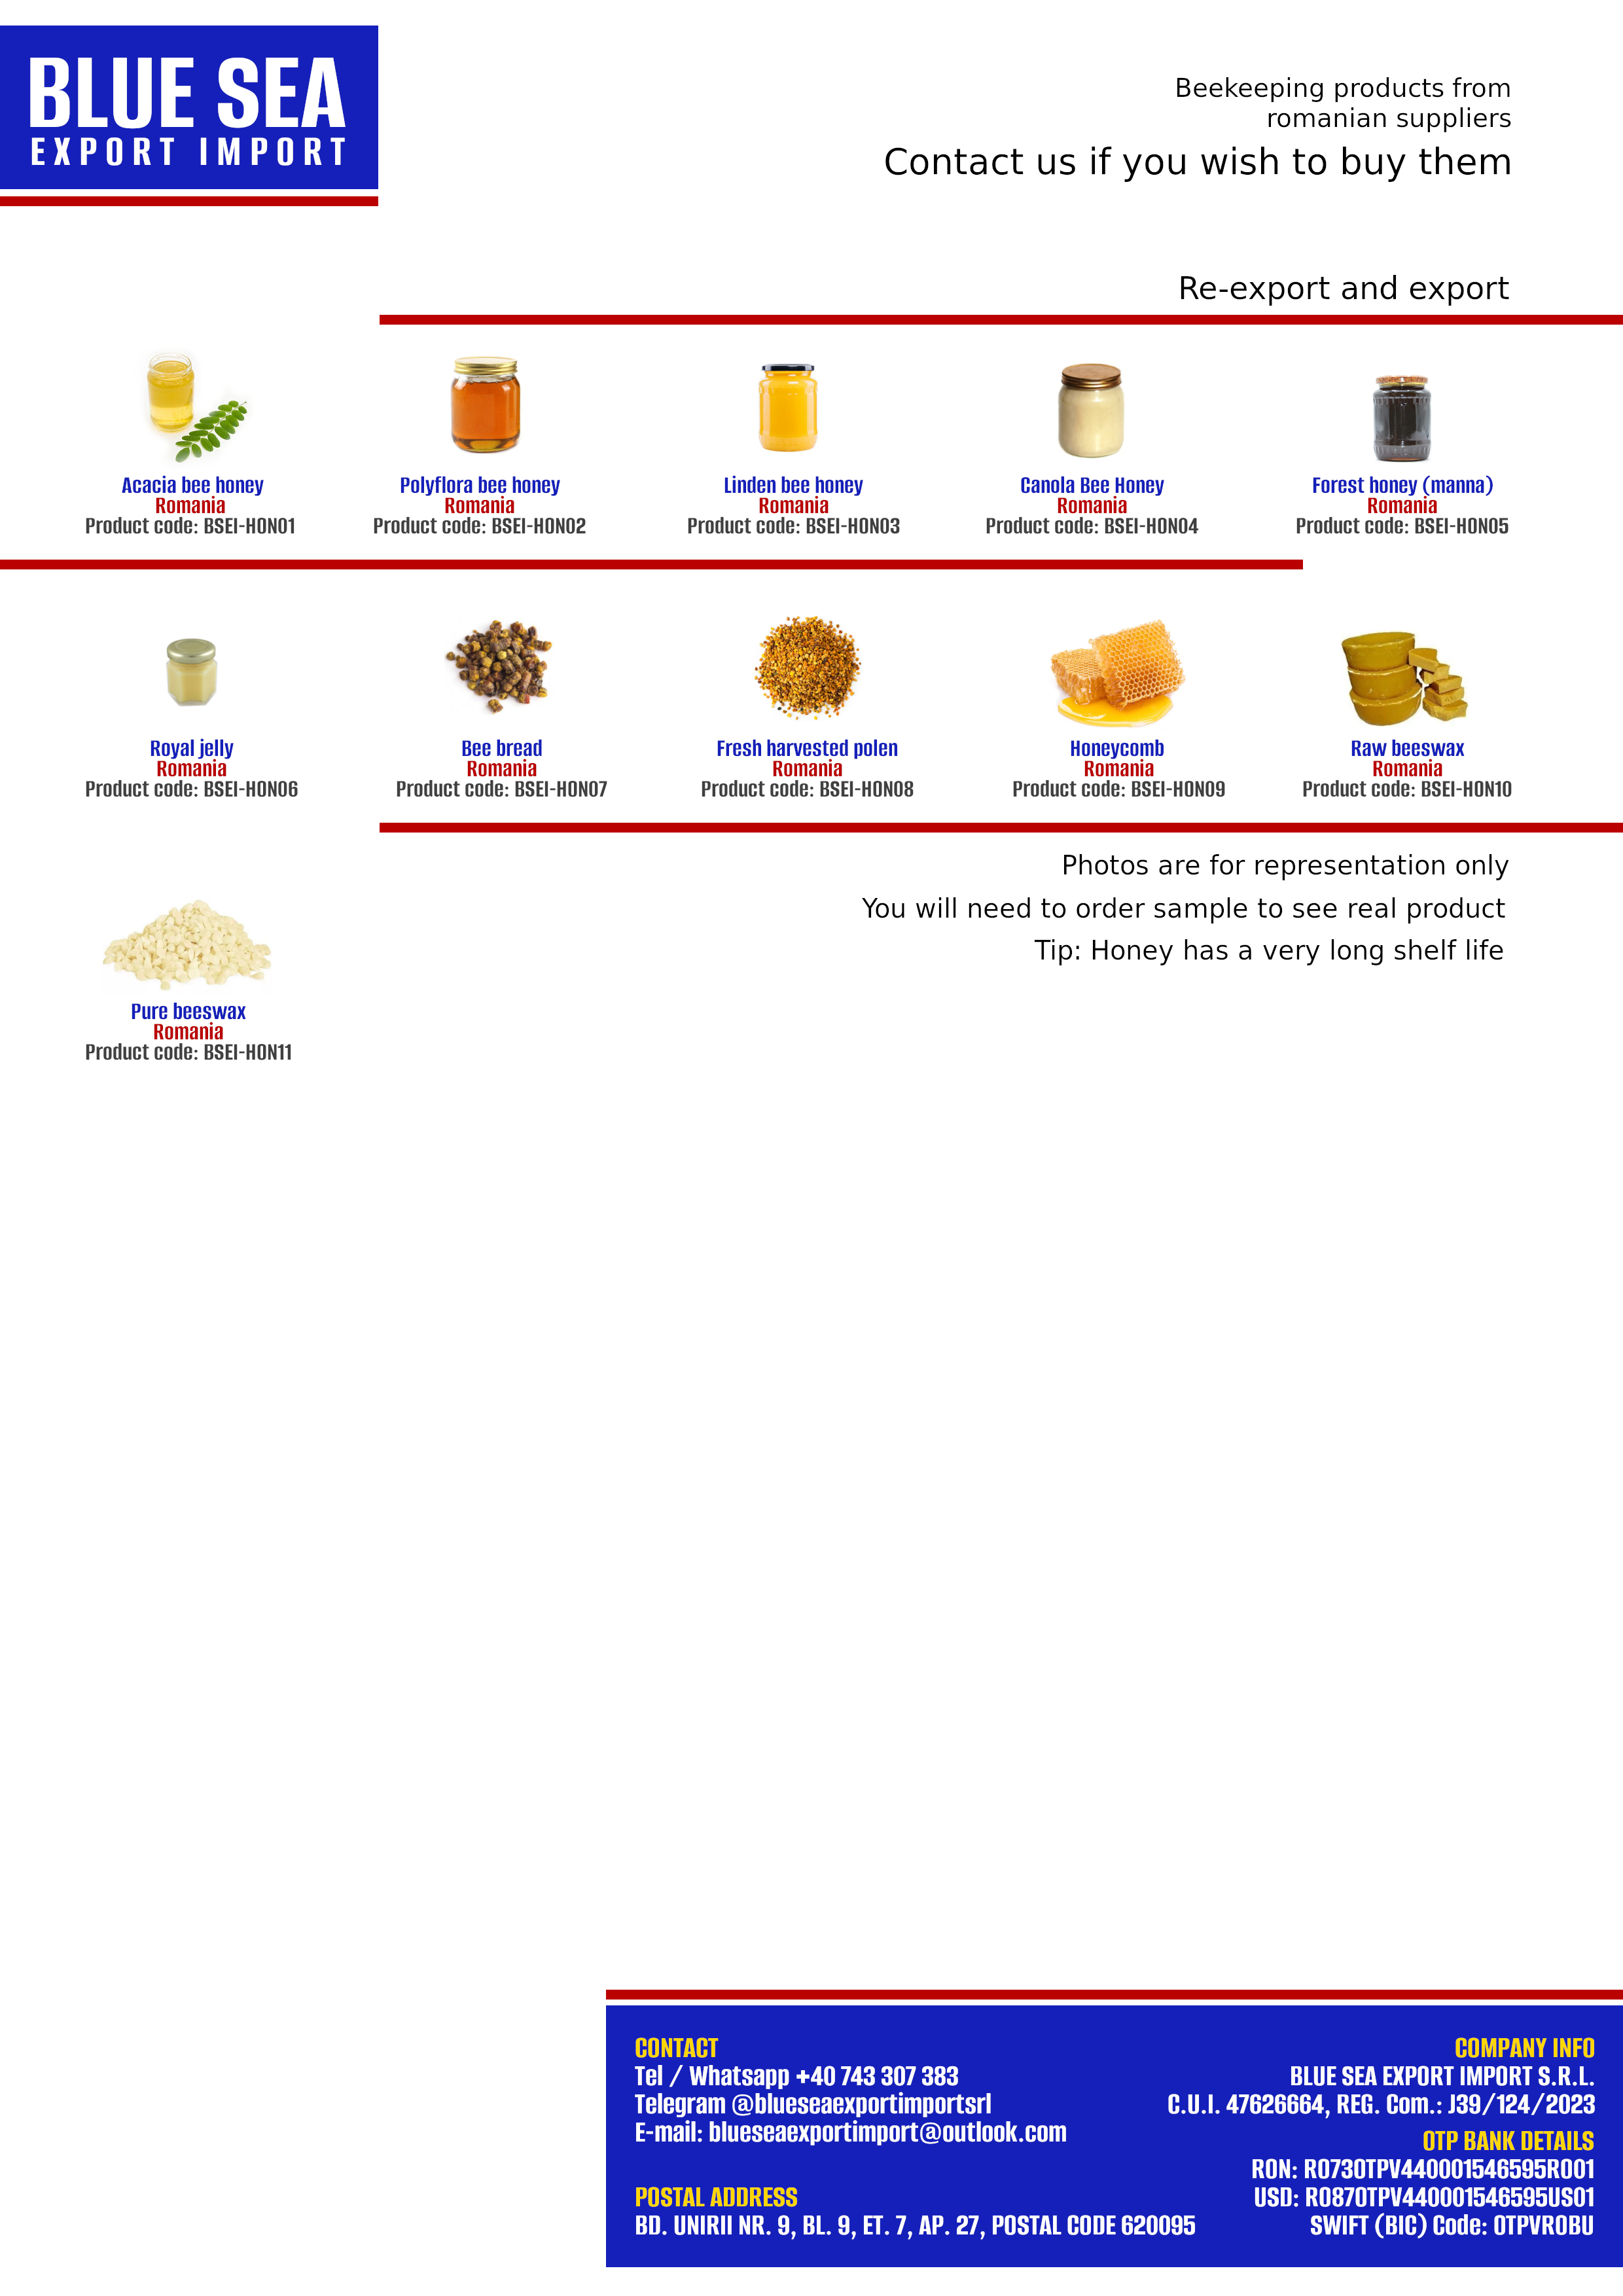 BLUE SEA
EXPORT IMPORT
Beekeeping products from
romanian suppliers
Contact us if you wish to buy them
Re-export and export
Acacia bee honey
Romania
Product code: BSEI-HON01
Polyflora bee honey
Romania
Product code: BSEI-HON02
Linden bee honey
Romania
Product code: BSEI-HON03
Canola Bee Honey
Romania
Product code: BSEI-HON04
Forest honey (manna)
Romania
Product code: BSEI-HON05
Royal jelly
Romania
Product code: BSEI-HON06
Bee bread
Romania
Product code: BSEI-HON07
Fresh harvested polen
Romania
Product code: BSEI-HON08
Honeycomb
Romania
Product code: BSEI-HON09
Raw beeswax
Romania
Product code: BSEI-HON10
Photos are for representation only
You will need to order sample to see real product
Tip: Honey has a very long shelf life
Pure beeswax
Romania
Product code: BSEI-HON11
CONTACT
Tel / Whatsapp +40 743 307 383
Telegram @blueseaexportimportsrl
E-mail: blueseaexportimport@outlook.com
POSTAL ADDRESS
BD. UNIRII NR. 9, BL. 9, ET. 7, AP. 27, POSTAL CODE 620095
COMPANY INFO
BLUE SEA EXPORT IMPORT S.R.L.
C.U.I. 47626664, REG. Com.: J39/124/2023
OTP BANK DETAILS
RON: RO73OTPV440001546595RO01
USD: RO87OTPV440001546595US01
SWIFT (BIC) Code: OTPVROBU